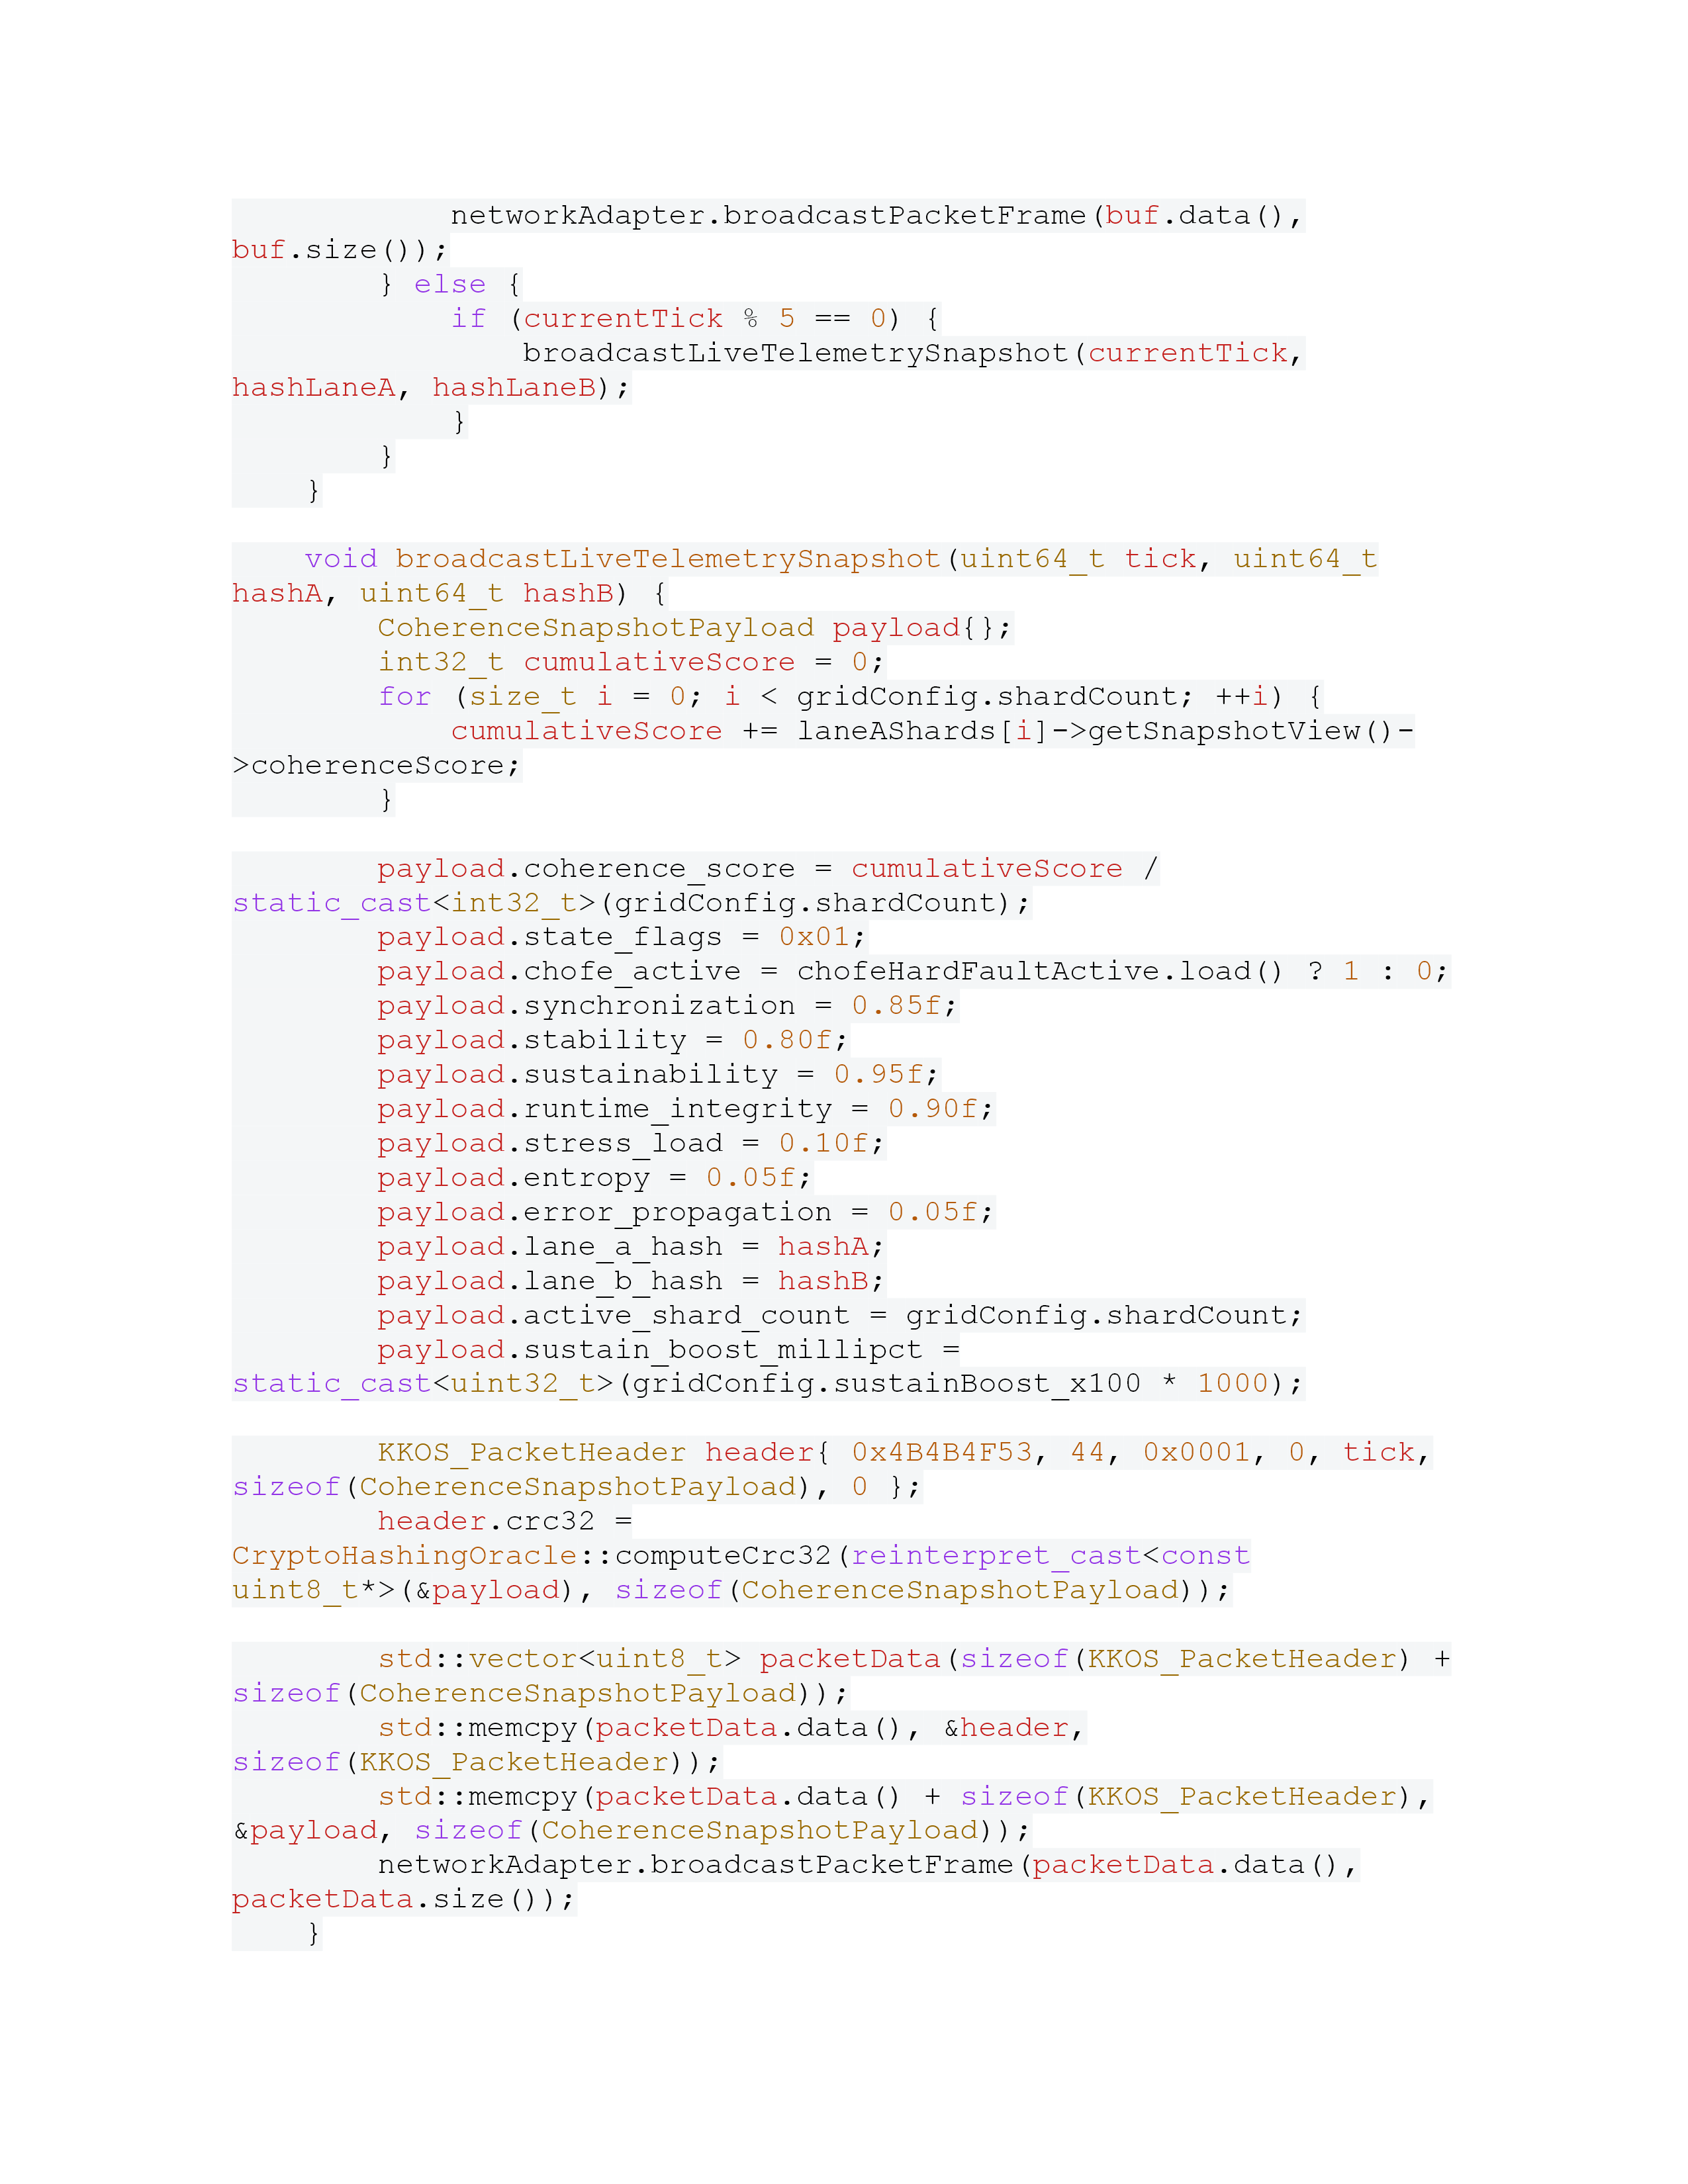 networkAdapter.broadcastPacketFrame(buf.data(),
buf.size());
        } else {
            if (currentTick % 5 == 0) {
                broadcastLiveTelemetrySnapshot(currentTick,
hashLaneA, hashLaneB);
            }
        }
    }

    void broadcastLiveTelemetrySnapshot(uint64_t tick, uint64_t
hashA, uint64_t hashB) {
        CoherenceSnapshotPayload payload{};
        int32_t cumulativeScore = 0;
        for (size_t i = 0; i < gridConfig.shardCount; ++i) {
            cumulativeScore += laneAShards[i]->getSnapshotView()-
>coherenceScore;
        }

        payload.coherence_score = cumulativeScore /
static_cast<int32_t>(gridConfig.shardCount);
        payload.state_flags = 0x01;
        payload.chofe_active = chofeHardFaultActive.load() ? 1 : 0;
        payload.synchronization = 0.85f;
        payload.stability = 0.80f;
        payload.sustainability = 0.95f;
        payload.runtime_integrity = 0.90f;
        payload.stress_load = 0.10f;
        payload.entropy = 0.05f;
        payload.error_propagation = 0.05f;
        payload.lane_a_hash = hashA;
        payload.lane_b_hash = hashB;
        payload.active_shard_count = gridConfig.shardCount;
        payload.sustain_boost_millipct =
static_cast<uint32_t>(gridConfig.sustainBoost_x100 * 1000);

        KKOS_PacketHeader header{ 0x4B4B4F53, 44, 0x0001, 0, tick,
sizeof(CoherenceSnapshotPayload), 0 };
        header.crc32 =
CryptoHashingOracle::computeCrc32(reinterpret_cast<const
uint8_t*>(&payload), sizeof(CoherenceSnapshotPayload));

        std::vector<uint8_t> packetData(sizeof(KKOS_PacketHeader) +
sizeof(CoherenceSnapshotPayload));
        std::memcpy(packetData.data(), &header,
sizeof(KKOS_PacketHeader));
        std::memcpy(packetData.data() + sizeof(KKOS_PacketHeader),
&payload, sizeof(CoherenceSnapshotPayload));
        networkAdapter.broadcastPacketFrame(packetData.data(),
packetData.size());
    }